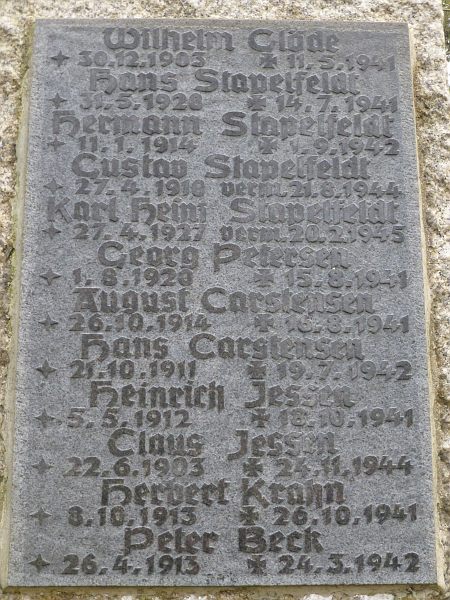 Wilhelm Glöde
✦ 30.12.1903 ✠ 11.5.1941
Hans Stapelfeldt
✦ 31.5.1928 ✠ 14.7.1941
Hermann Stapelfeldt
✦ 11.1.1914 ✠ 1.9.1942
Gustav Stapelfeldt
✦ 27.4.1918 verm. 21.8.1944
Karl Heinz Stapelfeldt
✦ 27.4.1927 verm. 20.2.1945
Georg Petersen
✦ 1.8.1920 ✠ 15.8.1941
August Carstensen
✦ 26.10.1914 ✠ 16.8.1941
Hans Carstensen
✦ 21.10.1911 ✠ 19.7.1942
Heinrich Jessen
✦ 5.5.1912 ✠ 18.10.1941
Claus Jessen
✦ 22.6.1903 ✠ 24.11.1944
Herbert Krahn
✦ 8.10.1913 ✠ 26.10.1941
Peter Beck
✦ 26.4.1913 ✠ 24.3.1942